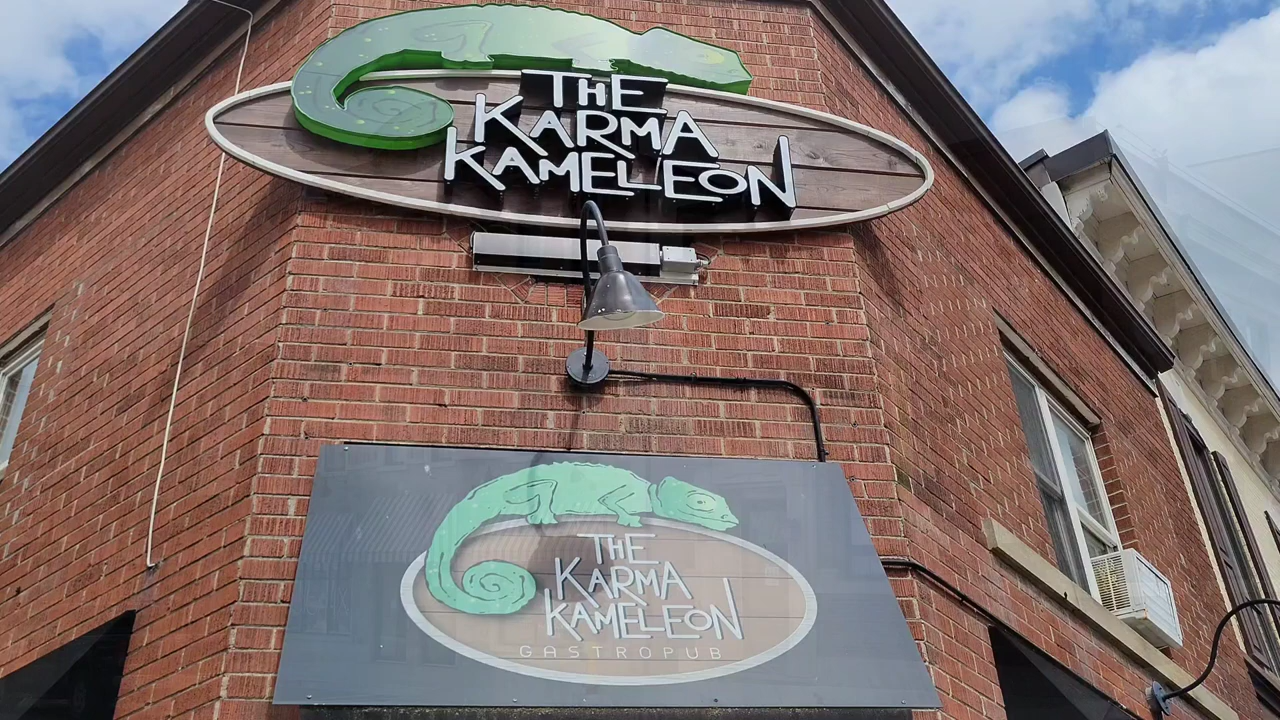 THE
KARMA
KAMELEON
THE
KARMA
KAMELEON
GASTROPUB